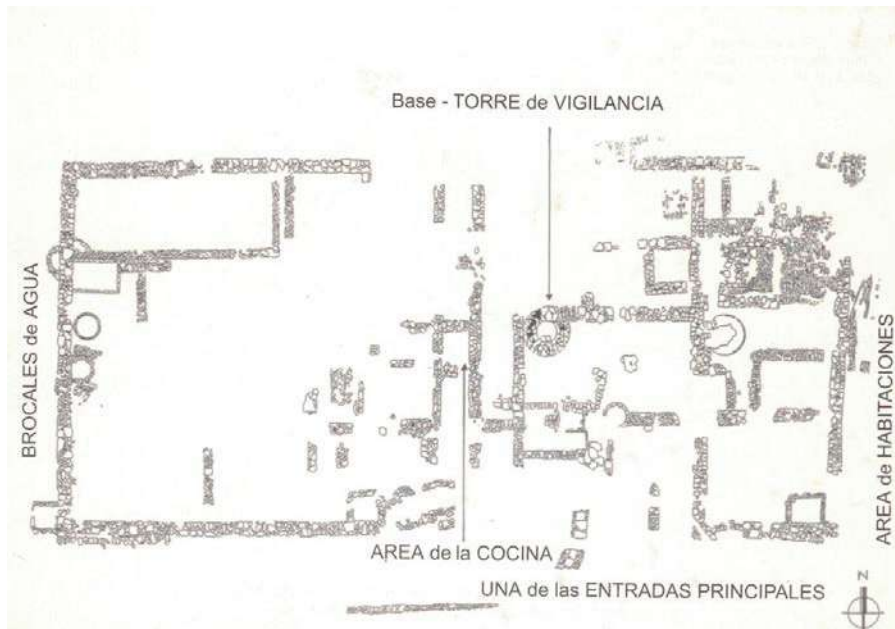 Base - TORRE de VIGILANCIA
BROCALES de AGUA
AREA de HABITACIONES
AREA de la COCINA
UNA de las ENTRADAS PRINCIPALES
N